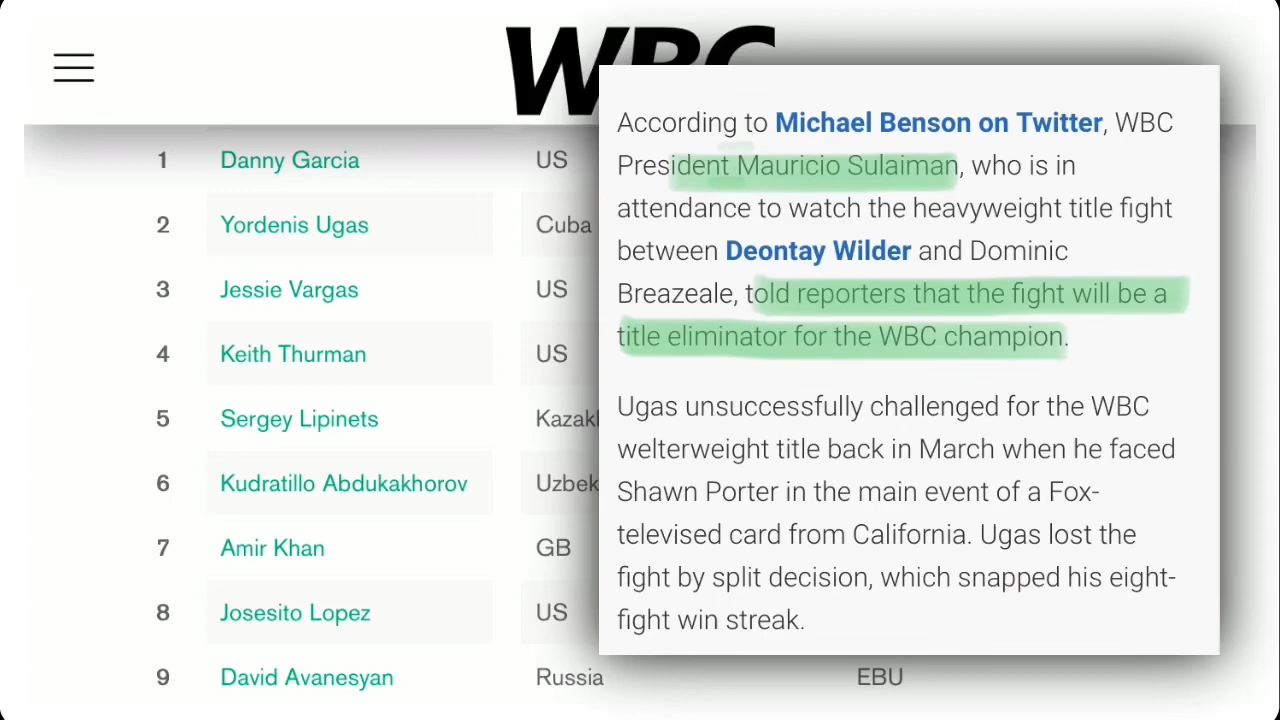 WBC
1 Danny Garcia US
2 Yordenis Ugas Cuba
3 Jessie Vargas US
4 Keith Thurman US
5 Sergey Lipinets Kazakl
6 Kudratillo Abdukakhorov Uzbek
7 Amir Khan GB
8 Josesito Lopez US
9 David Avanesyan Russia EBU
According to Michael Benson on Twitter, WBC
President Mauricio Sulaiman, who is in
attendance to watch the heavyweight title fight
between Deontay Wilder and Dominic
Breazeale, told reporters that the fight will be a
title eliminator for the WBC champion.
Ugas unsuccessfully challenged for the WBC
welterweight title back in March when he faced
Shawn Porter in the main event of a Fox-
televised card from California. Ugas lost the
fight by split decision, which snapped his eight-
fight win streak.